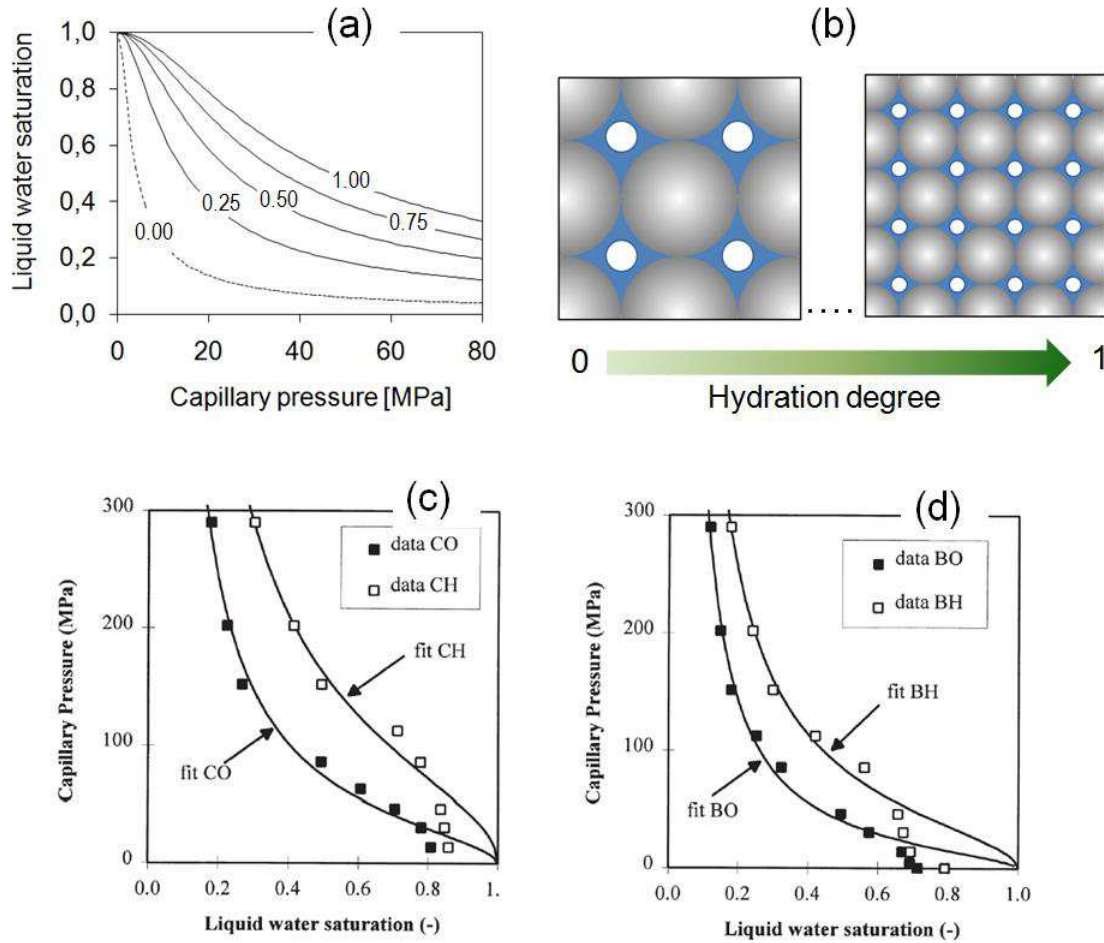 (a)
Liquid water saturation
1,0
0,8
0,6
0,4
0,2
0,0
1.00
0.75
0.50
0.25
0.00
0 20 40 60 80
Capillary pressure [MPa]
(b)
....
0 1
Hydration degree
(c)
Capillary Pressure (MPa)
300
200
100
0
data CO
data CH
fit CH
fit CO
0.0 0.2 0.4 0.6 0.8 1.
Liquid water saturation (-)
(d)
Capillary Pressure (MPa)
300
200
100
0
data BO
data BH
fit BH
fit BO
0.0 0.2 0.4 0.6 0.8 1.0
Liquid water saturation (-)